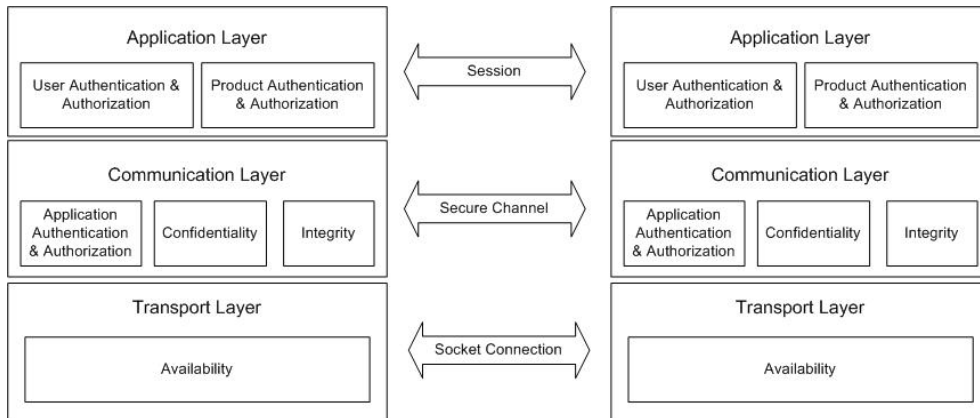 Application Layer
User Authentication &
Authorization
Product Authentication
& Authorization
Session
Application Layer
User Authentication &
Authorization
Product Authentication
& Authorization
Communication Layer
Application
Authentication
& Authorization
Confidentiality
Integrity
Secure Channel
Communication Layer
Application
Authentication
& Authorization
Confidentiality
Integrity
Transport Layer
Availability
Socket Connection
Transport Layer
Availability